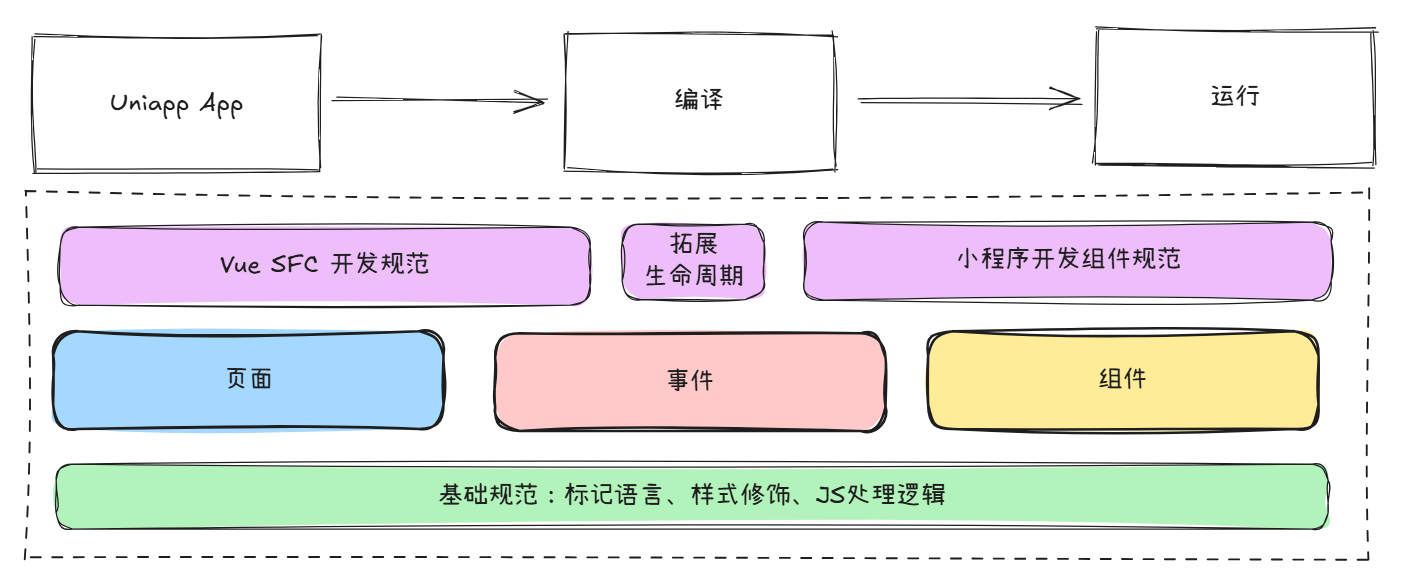 Uniapp App
编译
运行
Vue SFC 开发规范
拓展
生命周期
小程序开发组件规范
页面
事件
组件
基础规范：标记语言、样式修饰、JS处理逻辑